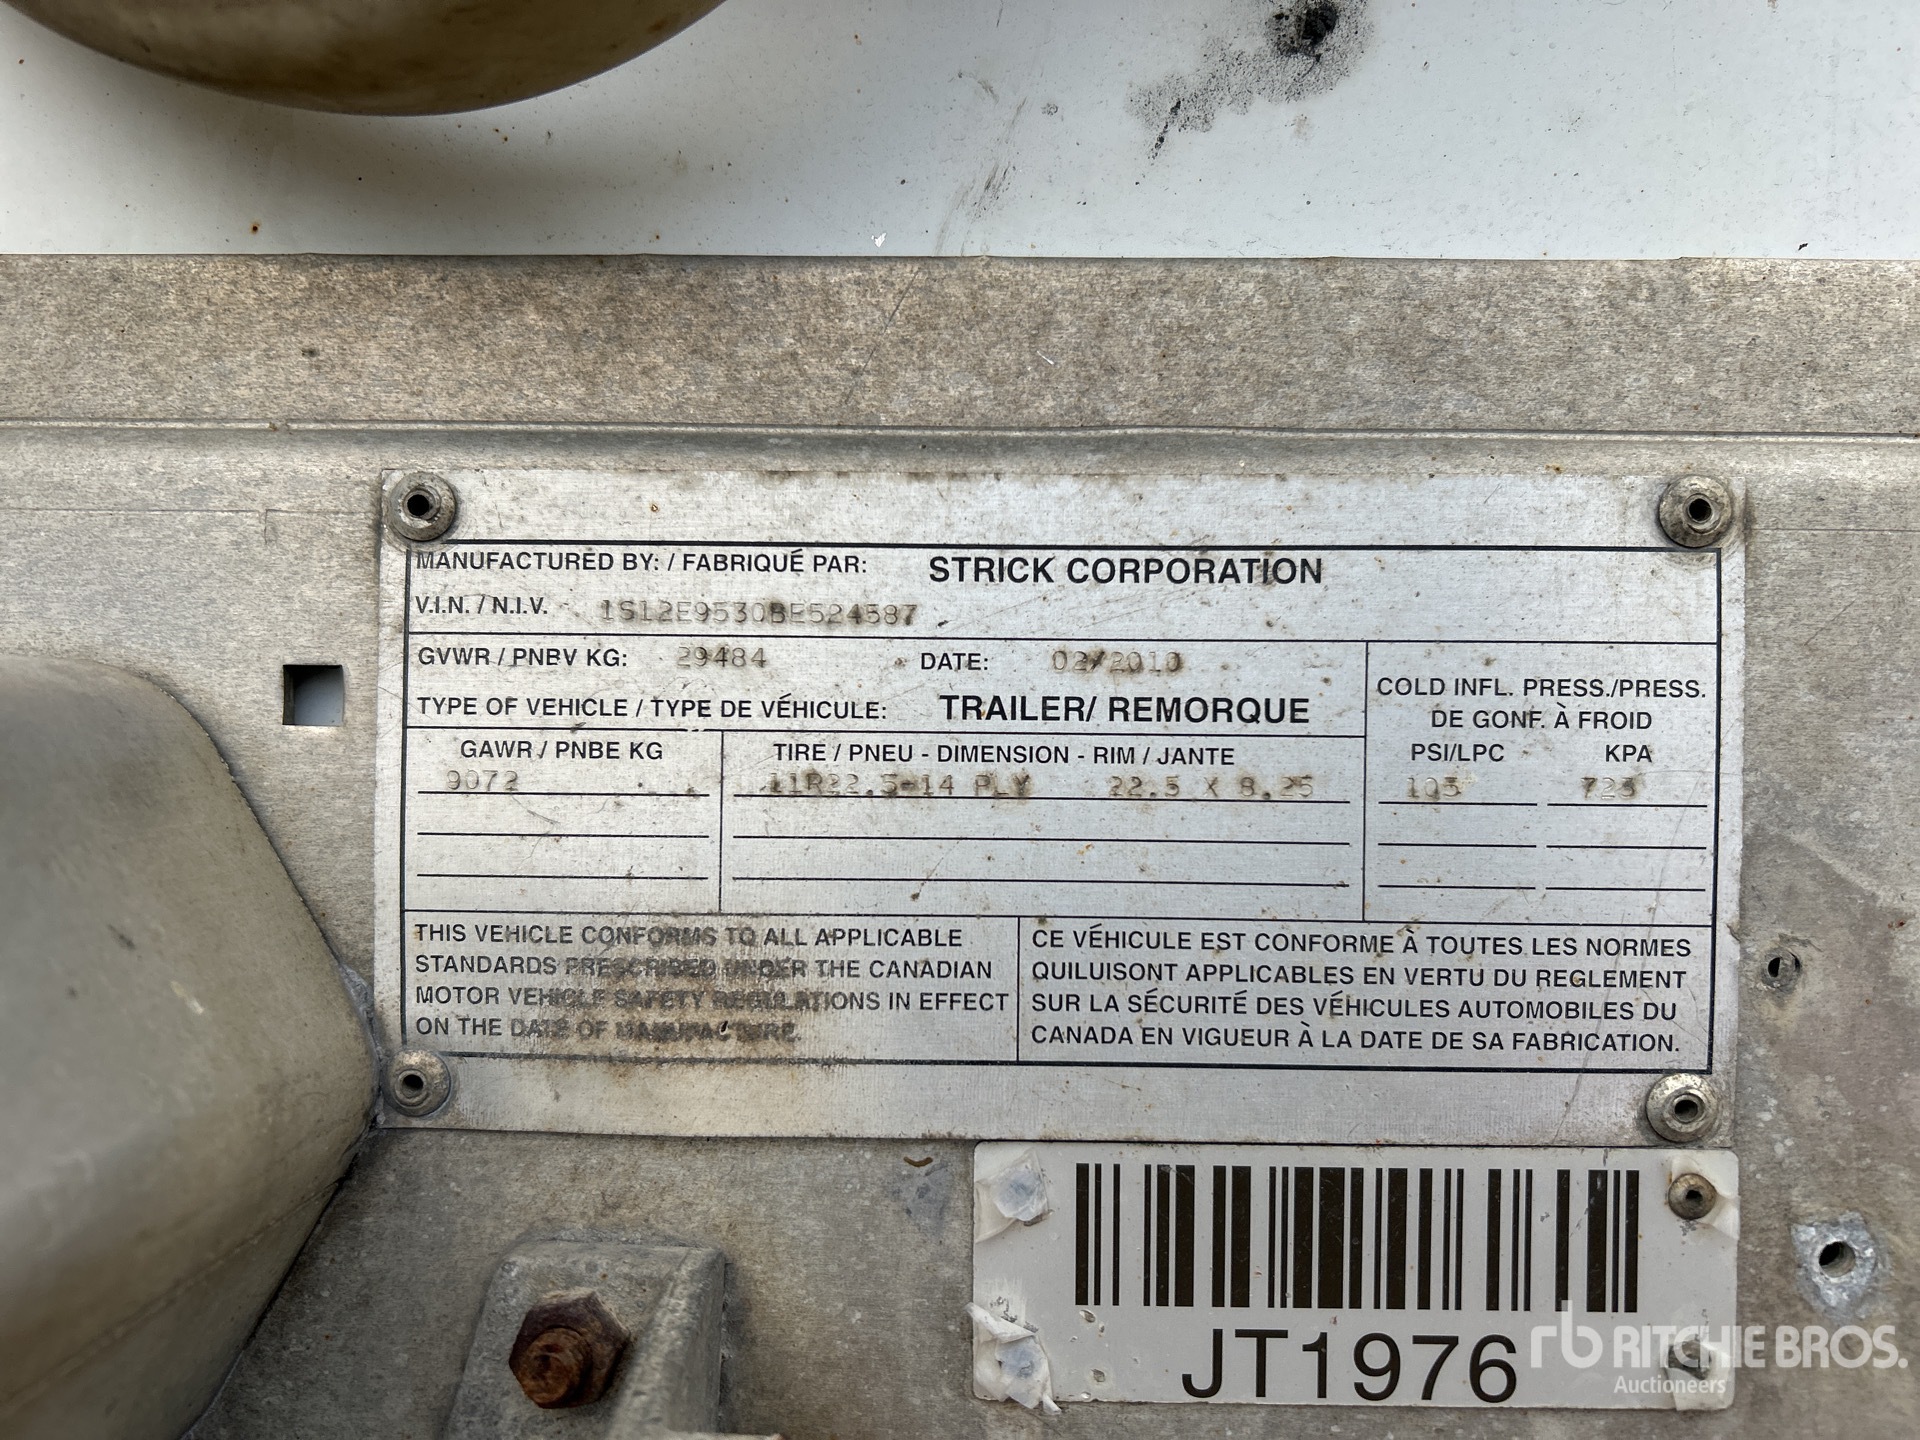 MANUFACTURED BY: / FABRIQUÉ PAR: STRICK CORPORATION
V.I.N. / N.I.V. 1S12E9530BE524587
GVWR / PNBV KG: 29484 DATE: 02/2010
TYPE OF VEHICLE / TYPE DE VÉHICULE: TRAILER/ REMORQUE
COLD INFL. PRESS./PRESS.
DE GONF. À FROID
GAWR / PNBE KG TIRE / PNEU - DIMENSION - RIM / JANTE PSI/LPC KPA
9072 11R22.5-14 PLY 22.5 X 8.25 105 723
THIS VEHICLE CONFORMS TO ALL APPLICABLE
STANDARDS PRESCRIBED UNDER THE CANADIAN
MOTOR VEHICLE SAFETY REGULATIONS IN EFFECT
ON THE DATE OF MANUFACTURE.
CE VÉHICULE EST CONFORME À TOUTES LES NORMES
QUILUISONT APPLICABLES EN VERTU DU REGLEMENT
SUR LA SÉCURITÉ DES VÉHICULES AUTOMOBILES DU
CANADA EN VIGUEUR À LA DATE DE SA FABRICATION.
JT1976
rb RITCHIE BROS.
Auctioneers